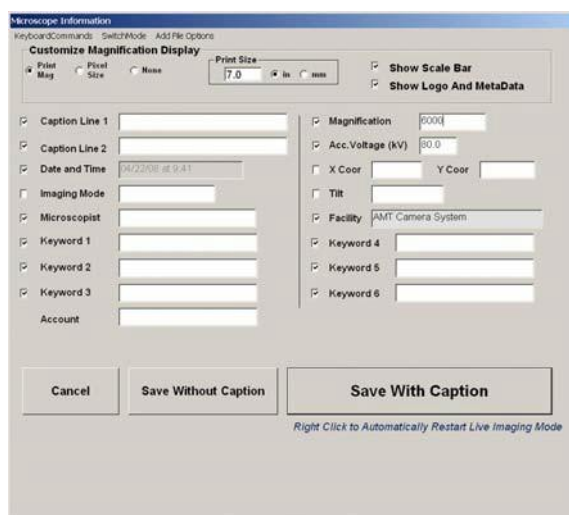 Microscope Information
KeyboardCommands SwitchMode Add File Options
Customize Magnification Display
Print Mag Pixel Size None
Print Size
7.0 in mm
Show Scale Bar
Show Logo And MetaData
Caption Line 1
Caption Line 2
Date and Time 04/22/08 at 9:41
Imaging Mode
Microscopist
Keyword 1
Keyword 2
Keyword 3
Account
Magnification 6000
Acc.Voltage (kV) 80.0
X Coor Y Coor
Tilt
Facility AMT Camera System
Keyword 4
Keyword 5
Keyword 6
Cancel Save Without Caption Save With Caption
Right Click to Automatically Restart Live Imaging Mode